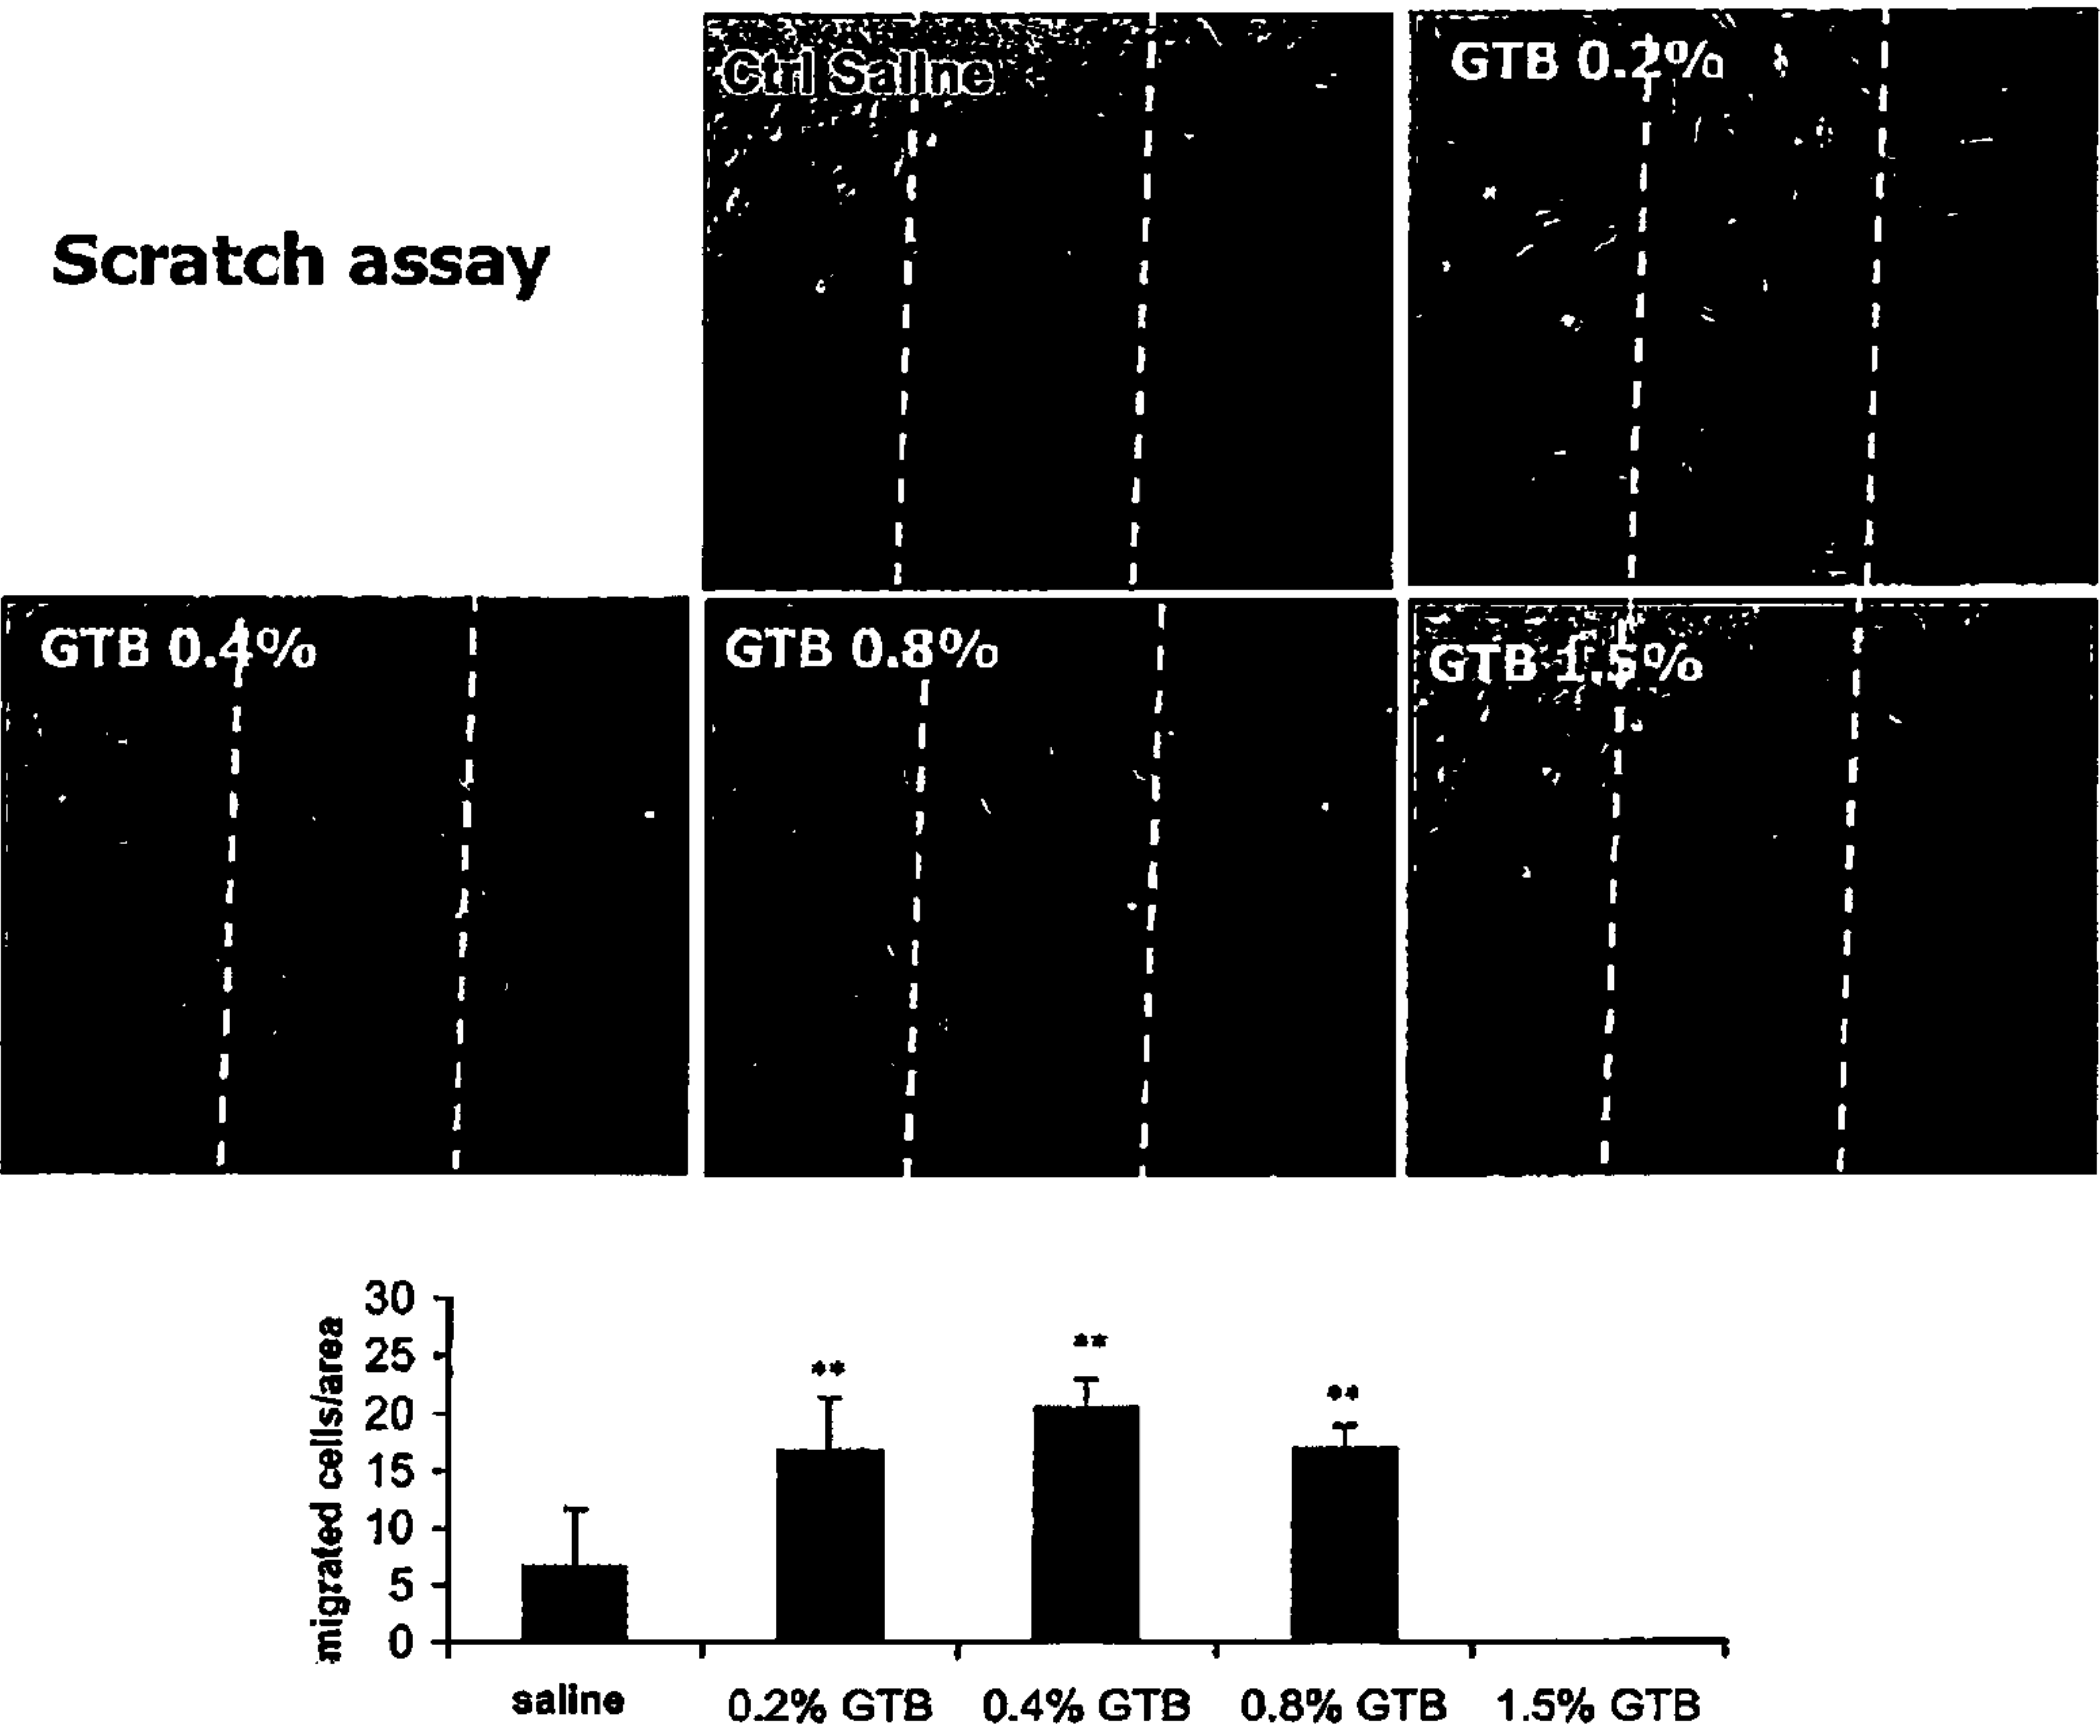 Ctrl Saline
GTB 0.2%
Scratch assay
GTB 0.4%
GTB 0.8%
GTB 1.5%
30
25
20
15
10
5
0
migrated cells/area
**
**
**
saline
0.2% GTB
0.4% GTB
0.8% GTB
1.5% GTB